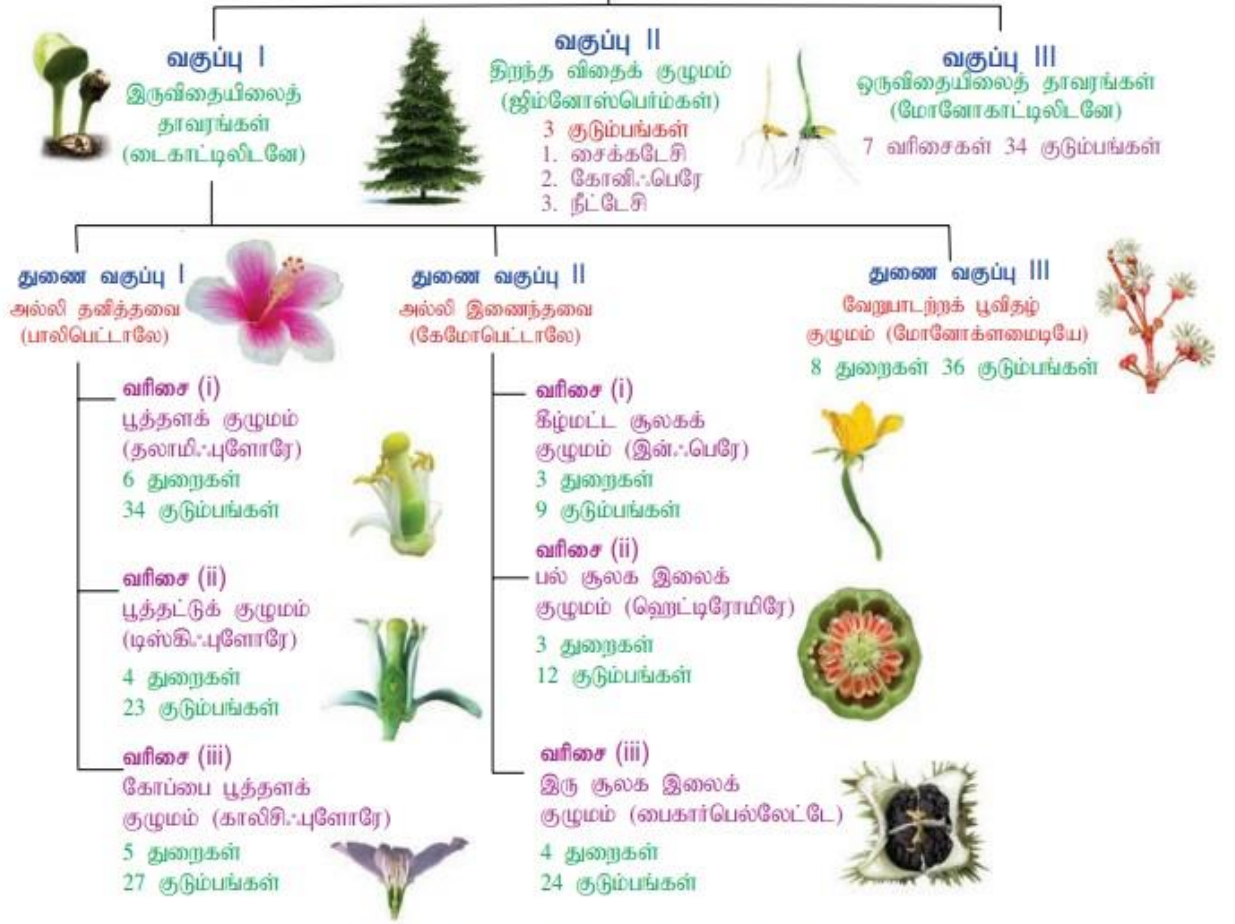 வகுப்பு I
இருவிதையிலைத்
தாவரங்கள்
(டைகாட்டிலிடனே)
வகுப்பு II
திறந்த விதைக் குழுமம்
(ஜிம்னோஸ்பெர்ம்கள்)
3 குடும்பங்கள்
1. சைக்கடேசி
2. கோனிஃபெரே
3. நீட்டேசி
வகுப்பு III
ஒருவிதையிலைத் தாவரங்கள்
(மோனோகாட்டிலிடனே)
7 வரிசைகள் 34 குடும்பங்கள்
துணை வகுப்பு I
அல்லி தனித்தவை
(பாலிபெட்டாலே)
வரிசை (i)
பூத்தளக் குழுமம்
(தலாமிஃபுளோரே)
6 துறைகள்
34 குடும்பங்கள்
வரிசை (ii)
பூத்தட்டுக் குழுமம்
(டிஸ்கிஃபுளோரே)
4 துறைகள்
23 குடும்பங்கள்
வரிசை (iii)
கோப்பை பூத்தளக்
குழுமம் (காலிசிஃபுளோரே)
5 துறைகள்
27 குடும்பங்கள்
துணை வகுப்பு II
அல்லி இணைந்தவை
(கேமோபெட்டாலே)
வரிசை (i)
கீழ்மட்ட சூலகக்
குழுமம் (இன்ஃபெரே)
3 துறைகள்
9 குடும்பங்கள்
வரிசை (ii)
பல் சூலக இலைக்
குழுமம் (ஹெட்டிரோமிரே)
3 துறைகள்
12 குடும்பங்கள்
வரிசை (iii)
இரு சூலக இலைக்
குழுமம் (பைகார்பெல்லேட்டே)
4 துறைகள்
24 குடும்பங்கள்
துணை வகுப்பு III
வேறுபாடற்றக் பூவிதழ்
குழுமம் (மோனோக்ளமைடியே)
8 துறைகள் 36 குடும்பங்கள்